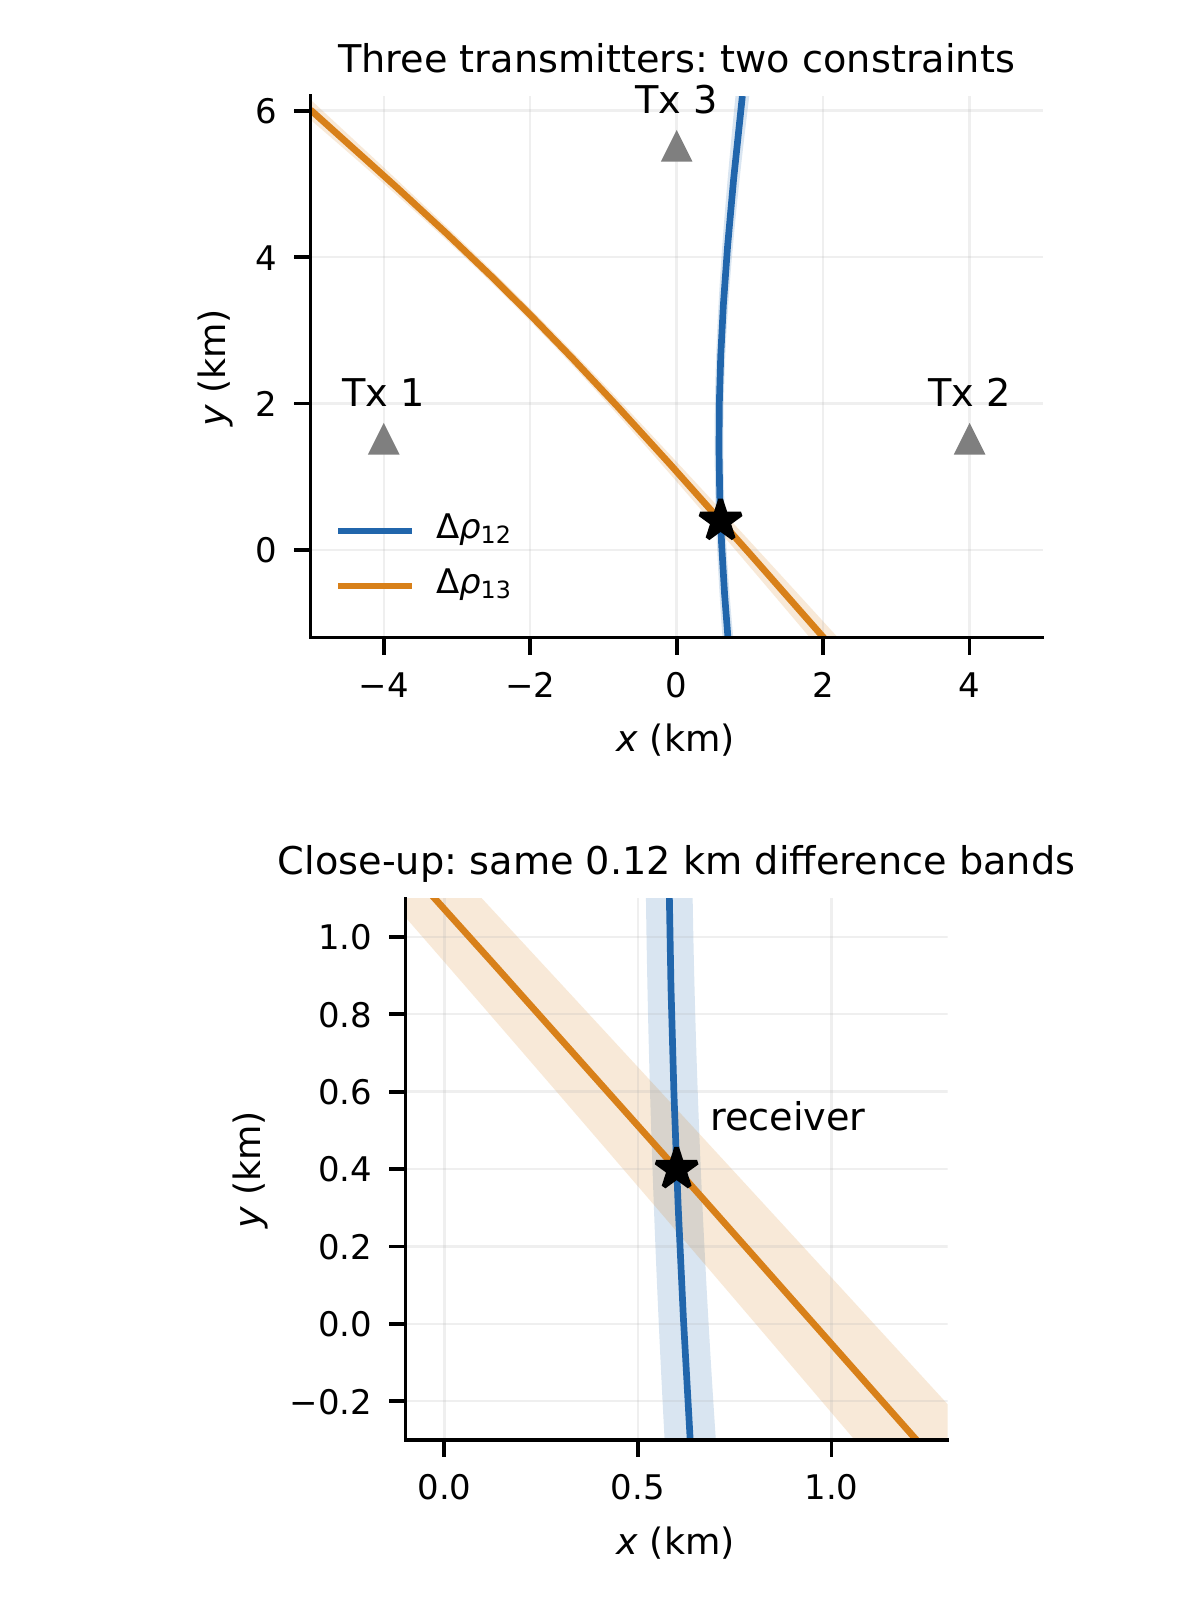 Three transmitters: two constraints
Tx 3
6
4
Tx 1
Tx 2
2
Δρ12
0
Δρ13
−4
−2
0
2
4
y (km)
x (km)
Close-up: same 0.12 km difference bands
1.0
0.8
0.6
receiver
0.4
0.2
0.0
−0.2
0.0
0.5
1.0
y (km)
x (km)